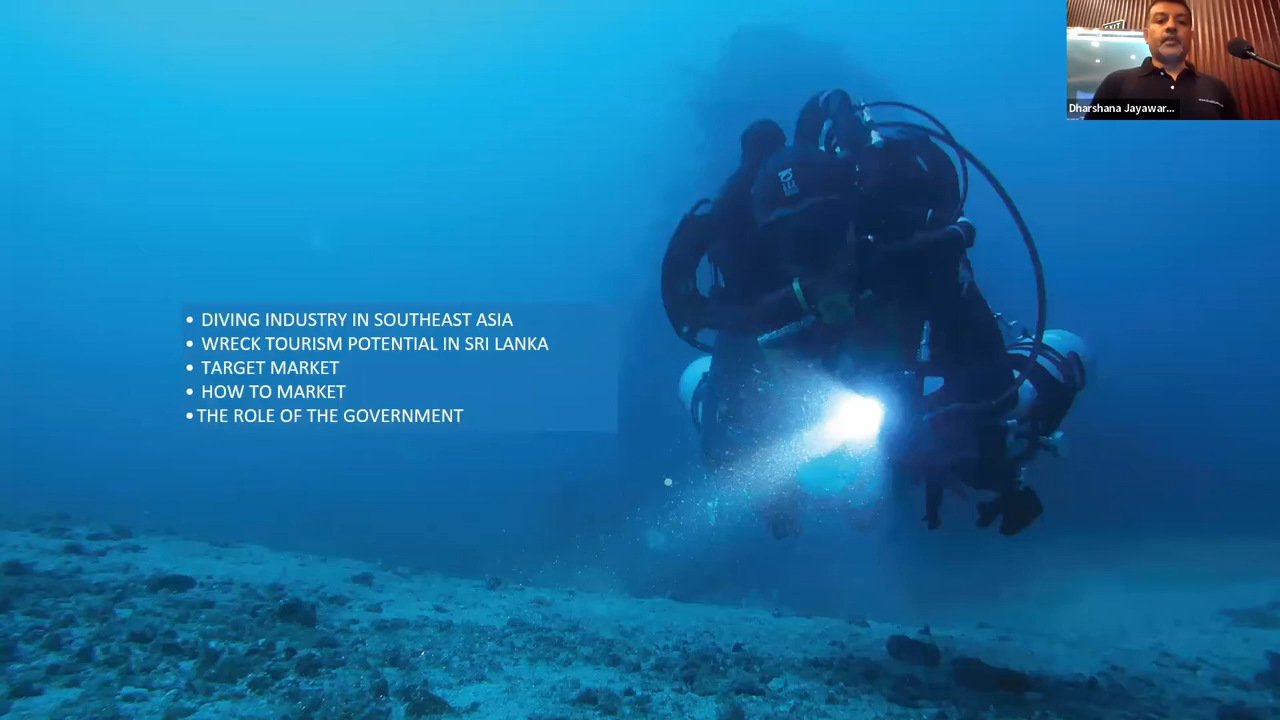 EXIT
Dharshana Jayawar...
• DIVING INDUSTRY IN SOUTHEAST ASIA
• WRECK TOURISM POTENTIAL IN SRI LANKA
• TARGET MARKET
• HOW TO MARKET
• THE ROLE OF THE GOVERNMENT